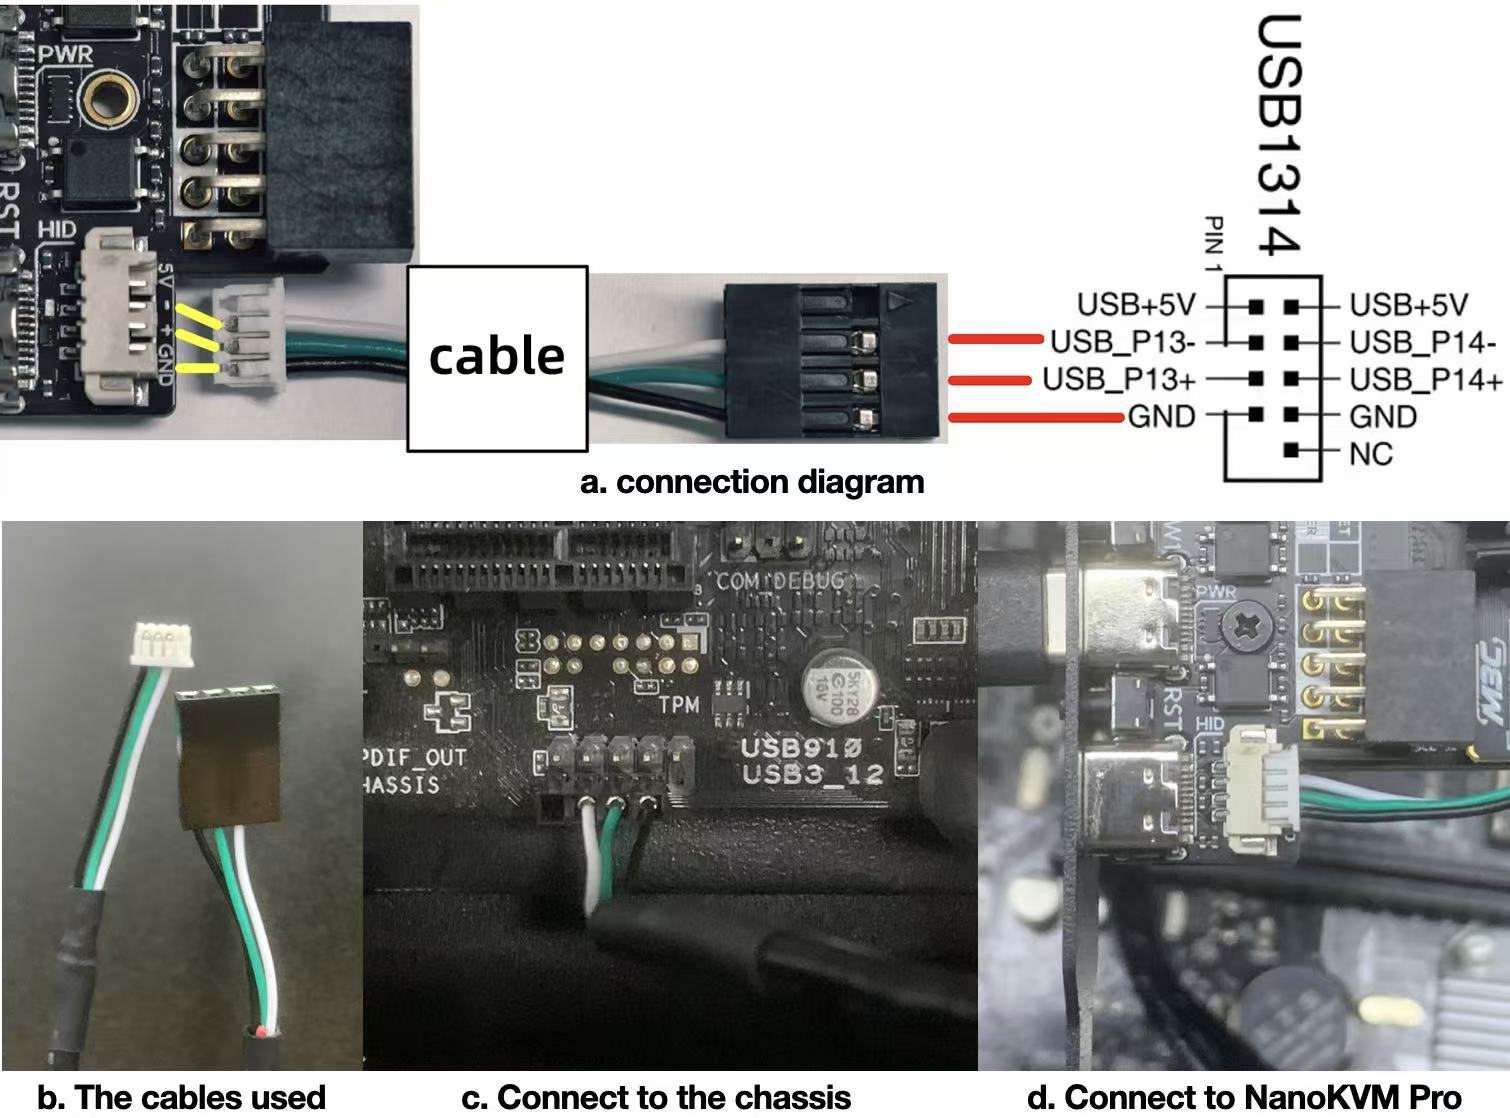 PWR
RST
HID
5V - + GND
cable
USB1314
PIN 1
USB+5V
USB+5V
USB_P13-
USB_P14-
USB_P13+
USB_P14+
GND
GND
NC
a. connection diagram
COM DEBUG
TPM
SKY28
C100
16V
PDIF_OUT
HASSIS
USB910
USB3_12
b. The cables used
c. Connect to the chassis
PWR
RST
HID
d. Connect to NanoKVM Pro